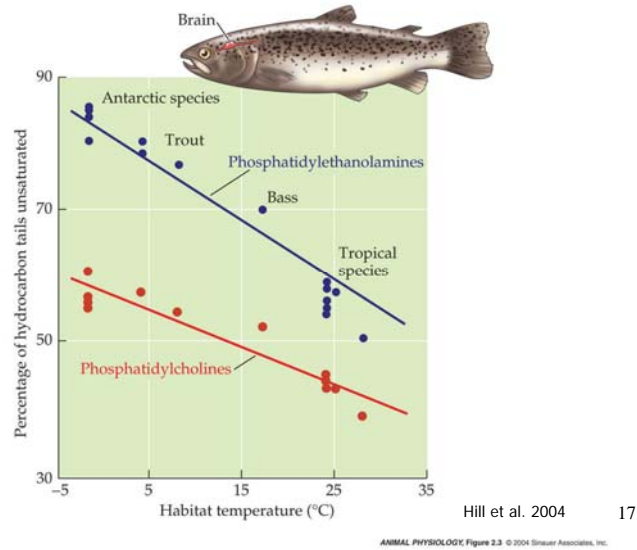 Brain
90
Antarctic species
Trout
Phosphatidylethanolamines
70
Bass
Tropical
species
50
Phosphatidylcholines
30
Percentage of hydrocarbon tails unsaturated
–5 5 15 25 35
Habitat temperature (°C)
Hill et al. 2004 17
ANIMAL PHYSIOLOGY, Figure 2.3 © 2004 Sinauer Associates, Inc.